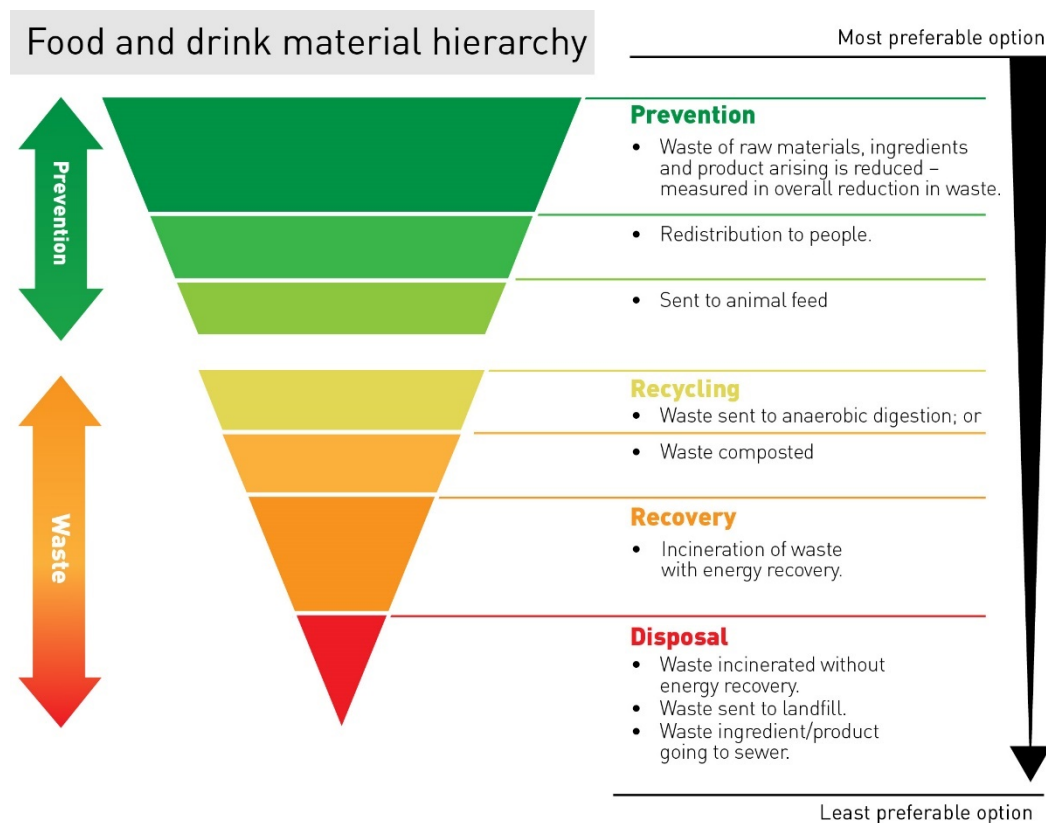 Food and drink material hierarchy
Most preferable option
Prevention
Prevention
• Waste of raw materials, ingredients
and product arising is reduced –
measured in overall reduction in waste.
• Redistribution to people.
• Sent to animal feed
Waste
Recycling
• Waste sent to anaerobic digestion; or
• Waste composted
Recovery
• Incineration of waste
with energy recovery.
Disposal
• Waste incinerated without
energy recovery.
• Waste sent to landfill.
• Waste ingredient/product
going to sewer.
Least preferable option